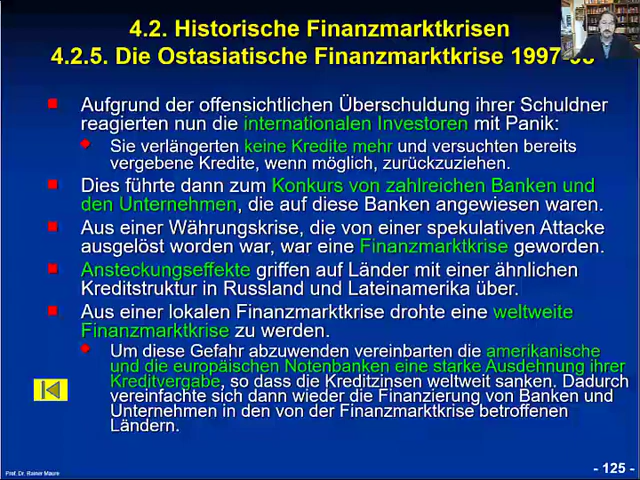 4.2. Historische Finanzmarktkrisen
4.2.5. Die Ostasiatische Finanzmarktkrise 1997-
Aufgrund der offensichtlichen Überschuldung ihrer Schuldner
reagierten nun die internationalen Investoren mit Panik:
Sie verlängerten keine Kredite mehr und versuchten bereits
vergebene Kredite, wenn möglich, zurückzuziehen.
Dies führte dann zum Konkurs von zahlreichen Banken und
den Unternehmen, die auf diese Banken angewiesen waren.
Aus einer Währungskrise, die von einer spekulativen Attacke
ausgelöst worden war, war eine Finanzmarktkrise geworden.
Ansteckungseffekte griffen auf Länder mit einer ähnlichen
Kreditstruktur in Russland und Lateinamerika über.
Aus einer lokalen Finanzmarktkrise drohte eine weltweite
Finanzmarktkrise zu werden.
Um diese Gefahr abzuwenden vereinbarten die amerikanische
und die europäischen Notenbanken eine starke Ausdehnung ihrer
Kreditvergabe, so dass die Kreditzinsen weltweit sanken. Dadurch
vereinfachte sich dann wieder die Finanzierung von Banken und
Unternehmen in den von der Finanzmarktkrise betroffenen
Ländern.
Prof. Dr. Rainer Maure
- 125 -